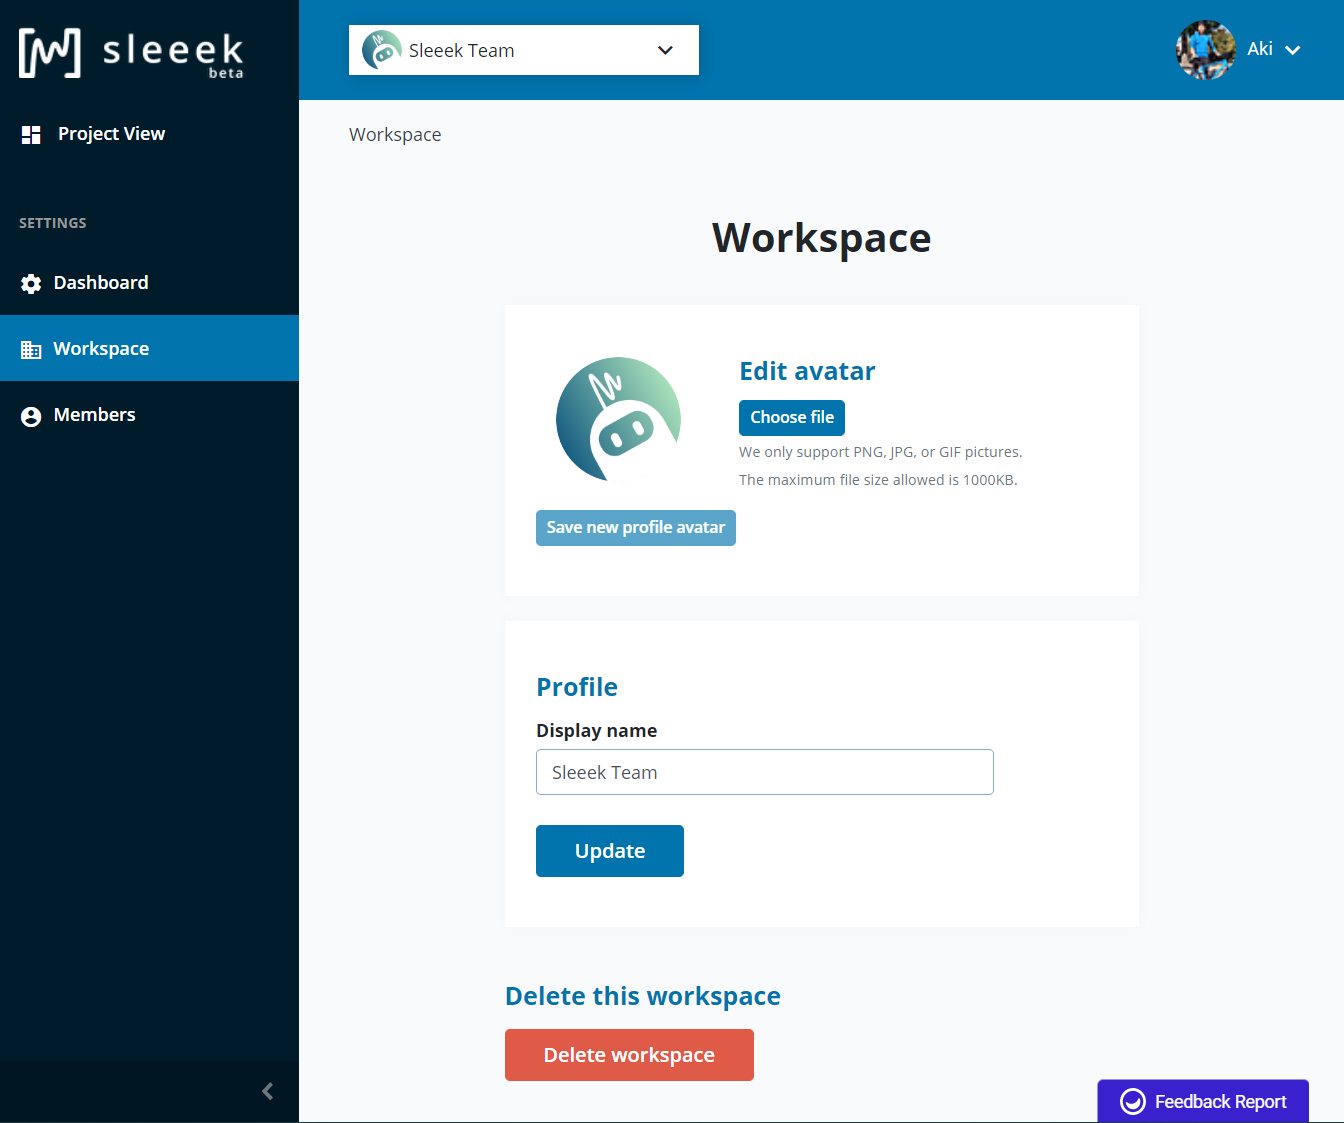 sleeek
beta
Sleeek Team
Aki
Project View
Workspace
SETTINGS
Dashboard
Workspace
Members
Workspace
Edit avatar
Choose file
We only support PNG, JPG, or GIF pictures.
The maximum file size allowed is 1000KB.
Save new profile avatar
Profile
Display name
Sleeek Team
Update
Delete this workspace
Delete workspace
Feedback Report